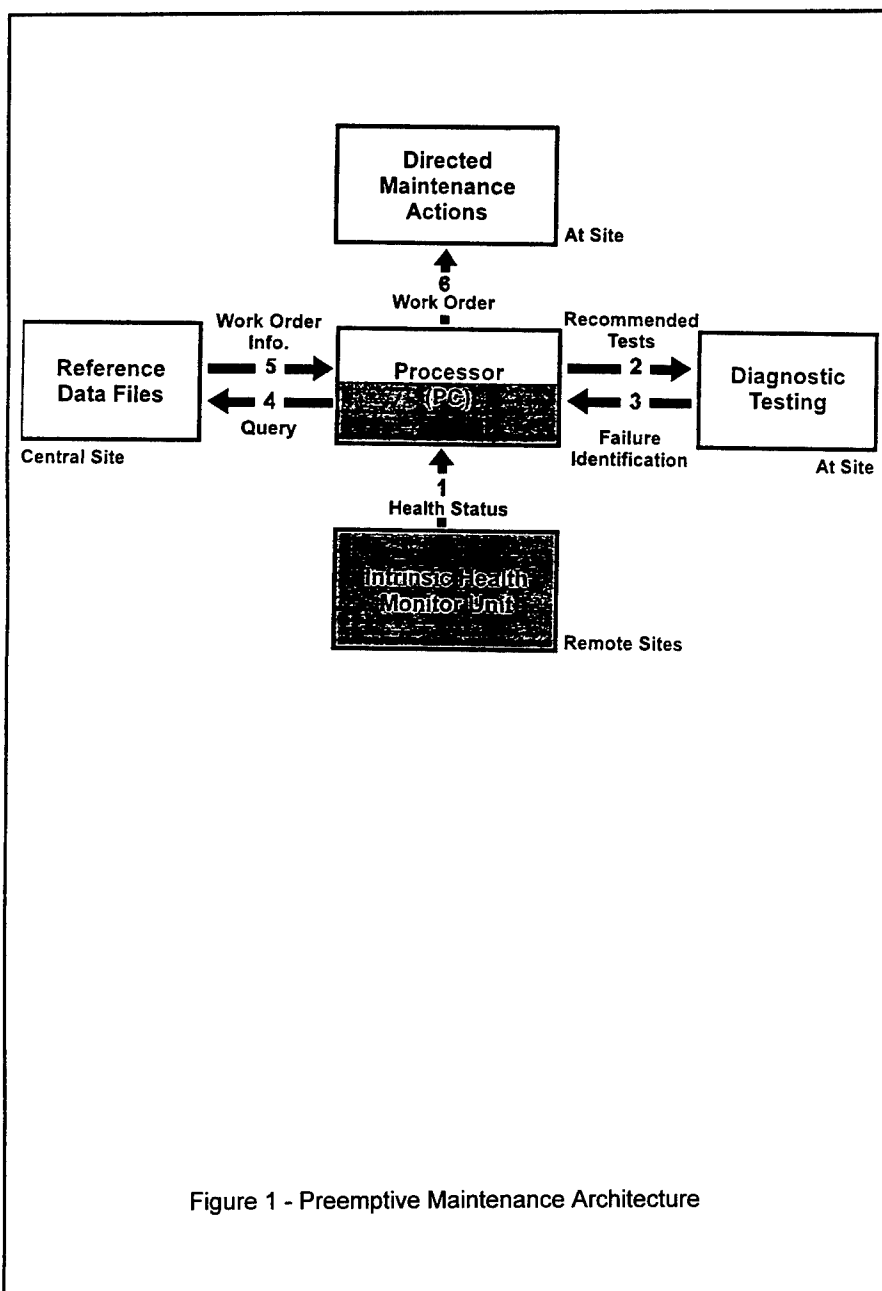 Directed
Maintenance
Actions
At Site
6
Work Order
Work Order
Info.
5
4
Query
Reference
Data Files
Central Site
Processor
(PC)
Recommended
Tests
2
3
Failure
Identification
Diagnostic
Testing
At Site
1
Health Status
Intrinsic Health
Monitor Unit
Remote Sites
Figure 1 - Preemptive Maintenance Architecture